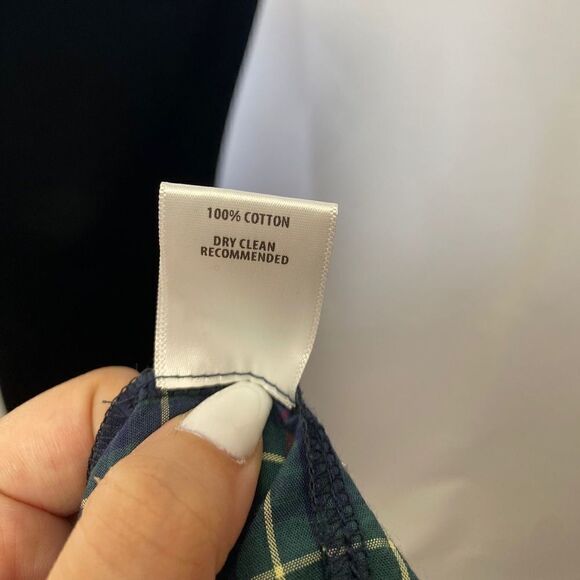 100% COTTON
DRY CLEAN
RECOMMENDED